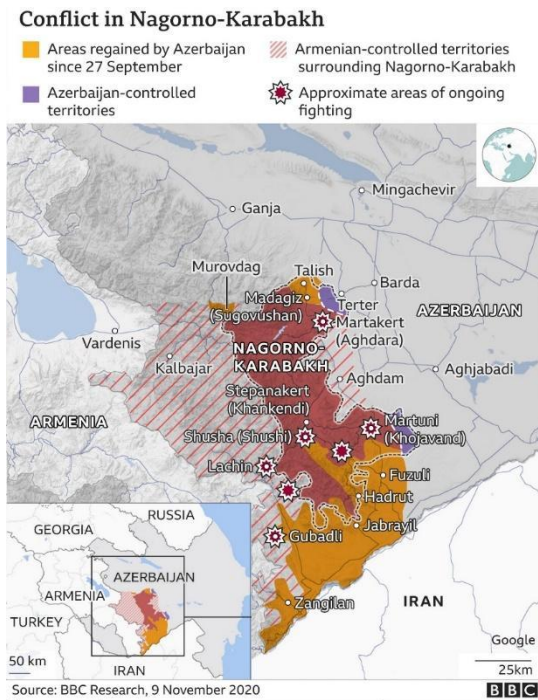 Conflict in Nagorno-Karabakh
Areas regained by Azerbaijan
since 27 September
Armenian-controlled territories
surrounding Nagorno-Karabakh
Azerbaijan-controlled
territories
Approximate areas of ongoing
fighting
Mingachevir
Ganja
Murovdag
Talish
Barda
Madagiz
(Sugovushan)
Terter
AZERBAIJAN
Martakert
(Aghdara)
Vardenis
NAGORNO-
KARABAKH
Kalbajar
Aghjabadi
Aghdam
Stepanakert
(Khankendi)
ARMENIA
Martuni
(Khojavand)
Shusha (Shushi)
Lachin
Fuzuli
Hadrut
Jabrayil
Gubadli
Zangilan
IRAN
RUSSIA
GEORGIA
AZERBAIJAN
ARMENIA
TURKEY
IRAN
Google
50 km
25km
Source: BBC Research, 9 November 2020
BBC